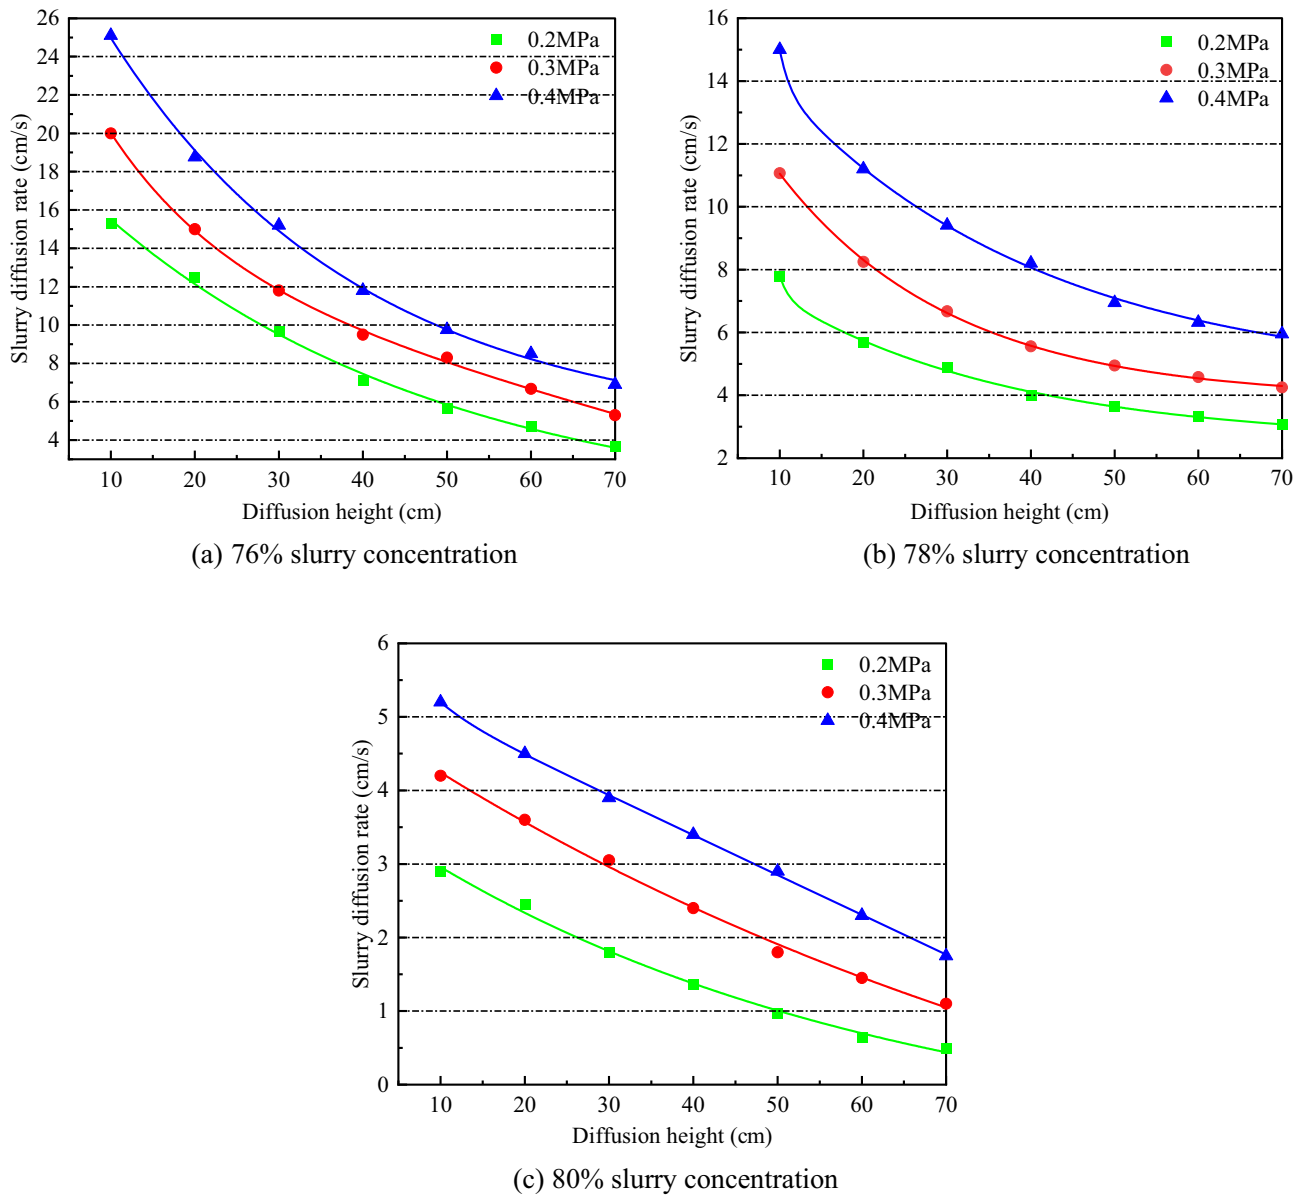 26
24
22
20
18
16
14
12
10
8
6
4
Slurry diffusion rate (cm/s)
0.2MPa
0.3MPa
0.4MPa
10 20 30 40 50 60 70
Diffusion height (cm)
(a) 76% slurry concentration
16
14
12
10
8
6
4
2
Slurry diffusion rate (cm/s)
0.2MPa
0.3MPa
0.4MPa
10 20 30 40 50 60 70
Diffusion height (cm)
(b) 78% slurry concentration
6
5
4
3
2
1
0
Slurry diffusion rate (cm/s)
0.2MPa
0.3MPa
0.4MPa
10 20 30 40 50 60 70
Diffusion height (cm)
(c) 80% slurry concentration